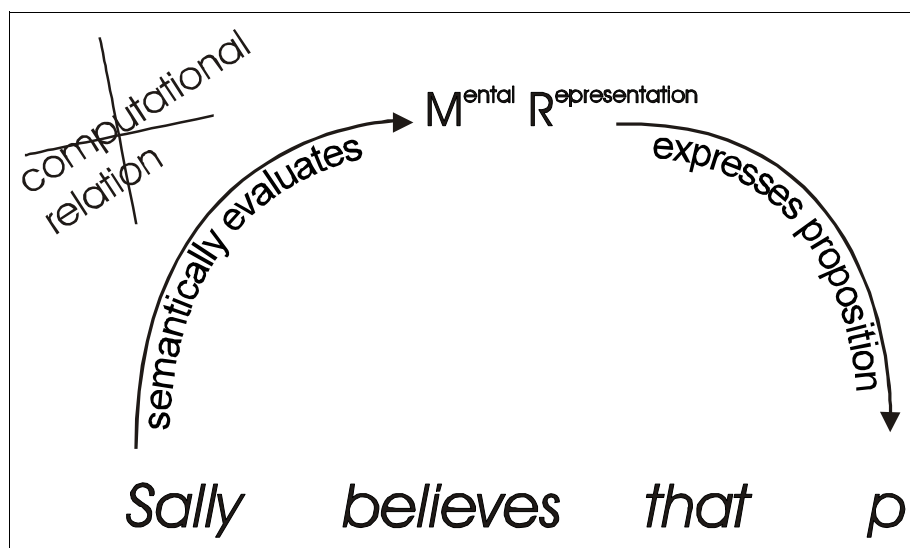 computational
relation
Mental Representation
semantically evaluates
expresses proposition
Sally believes that p